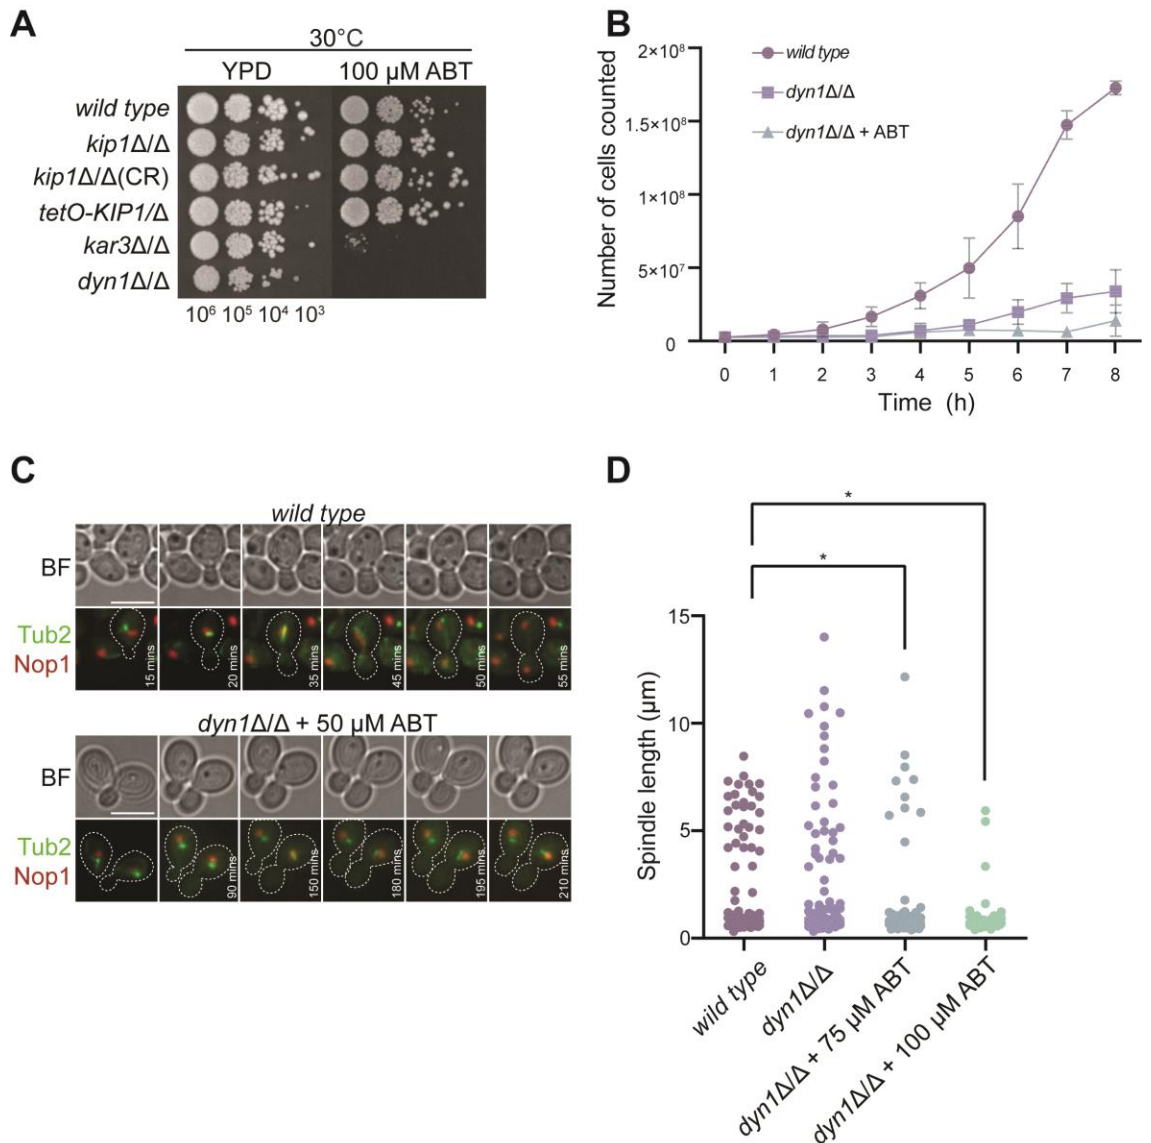 A
30°C
YPD 100 µM ABT
wild type
kip1Δ/Δ
kip1Δ/Δ(CR)
tetO-KIP1/Δ
kar3Δ/Δ
dyn1Δ/Δ
10⁶ 10⁵ 10⁴ 10³
B
Number of cells counted
2×10⁸
1.5×10⁸
1×10⁸
5×10⁷
0
wild type
dyn1Δ/Δ
dyn1Δ/Δ + ABT
0 1 2 3 4 5 6 7 8
Time (h)
C
wild type
BF
Tub2
Nop1
15 mins
20 mins
35 mins
45 mins
50 mins
55 mins
dyn1Δ/Δ + 50 µM ABT
BF
Tub2
Nop1
90 mins
150 mins
180 mins
195 mins
210 mins
D
*
*
Spindle length (µm)
15
10
5
0
wild type
dyn1Δ/Δ
dyn1Δ/Δ + 75 µM ABT
dyn1Δ/Δ + 100 µM ABT